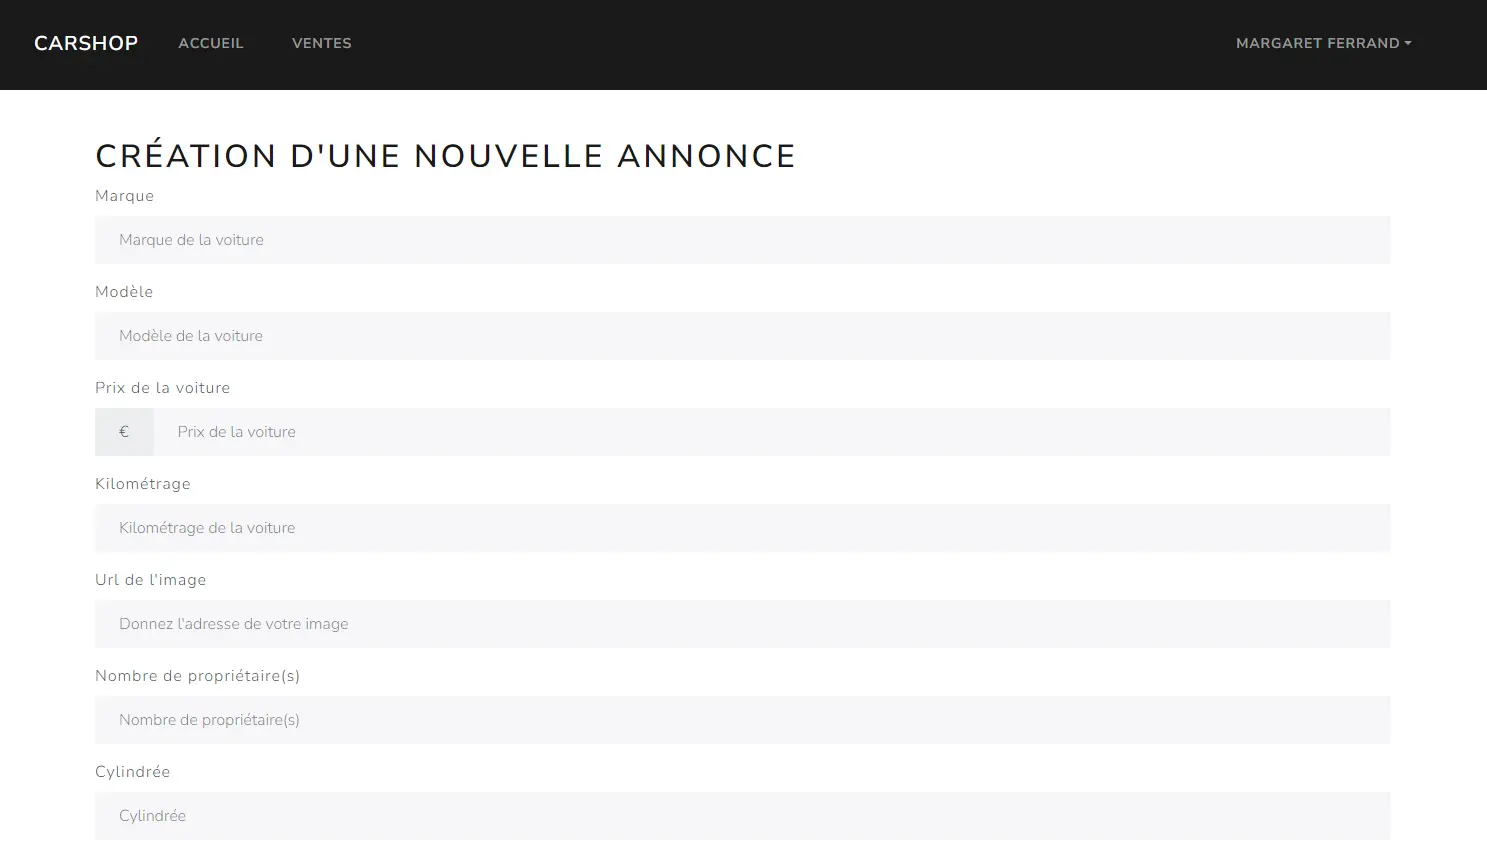 CARSHOP ACCUEIL VENTES MARGARET FERRAND
CRÉATION D'UNE NOUVELLE ANNONCE
Marque
Marque de la voiture
Modèle
Modèle de la voiture
Prix de la voiture
€ Prix de la voiture
Kilométrage
Kilométrage de la voiture
Url de l'image
Donnez l'adresse de votre image
Nombre de propriétaire(s)
Nombre de propriétaire(s)
Cylindrée
Cylindrée